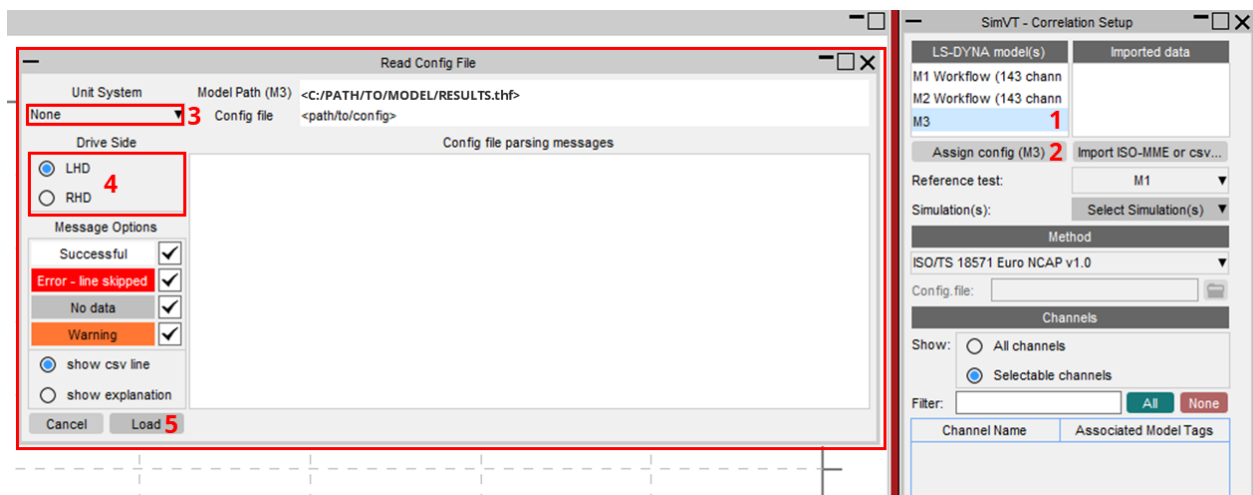 Read Config File
Unit System
Model Path (M3) <C:/PATH/TO/MODEL/RESULTS.thf>
None 3
Config file <path/to/config>
Drive Side
Config file parsing messages
LHD
4
RHD
Message Options
Successful
Error - line skipped
No data
Warning
show csv line
show explanation
Cancel Load 5
SimVT - Correlation Setup
LS-DYNA model(s) Imported data
M1 Workflow (143 chann
M2 Workflow (143 chann
M3 1
Assign config (M3) 2 Import ISO-MME or csv...
Reference test: M1
Simulation(s): Select Simulation(s)
Method
ISO/TS 18571 Euro NCAP v1.0
Config.file:
Channels
Show: All channels
Selectable channels
Filter: All None
Channel Name Associated Model Tags